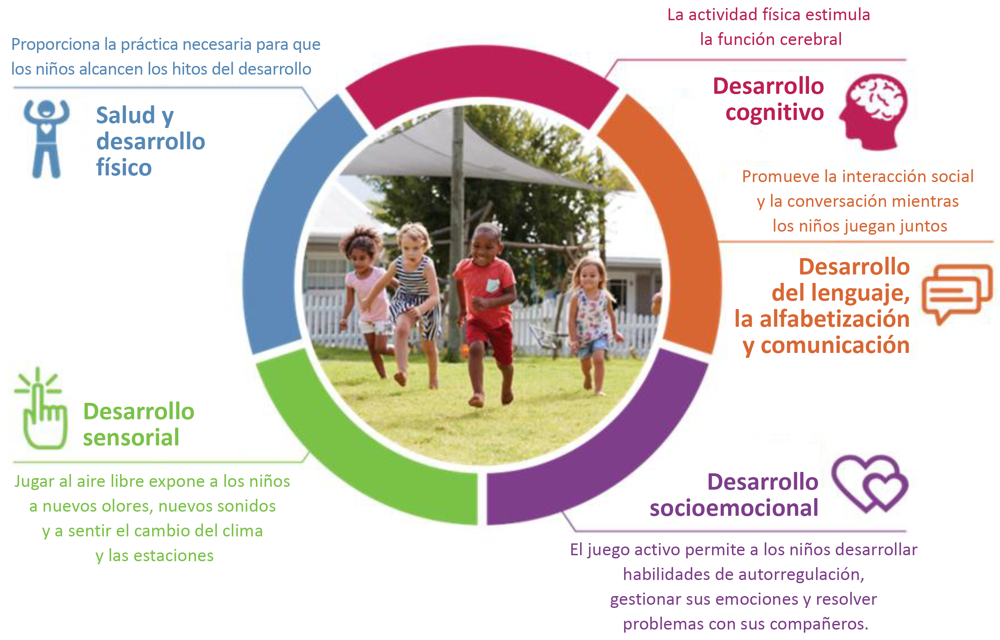 La actividad física estimula
la función cerebral
Desarrollo
cognitivo
Proporciona la práctica necesaria para que
los niños alcancen los hitos del desarrollo
Salud y
desarrollo
físico
Promueve la interacción social
y la conversación mientras
los niños juegan juntos
Desarrollo
del lenguaje,
la alfabetización
y comunicación
Desarrollo
sensorial
Jugar al aire libre expone a los niños
a nuevos olores, nuevos sonidos
y a sentir el cambio del clima
y las estaciones
Desarrollo
socioemocional
El juego activo permite a los niños desarrollar
habilidades de autorregulación,
gestionar sus emociones y resolver
problemas con sus compañeros.